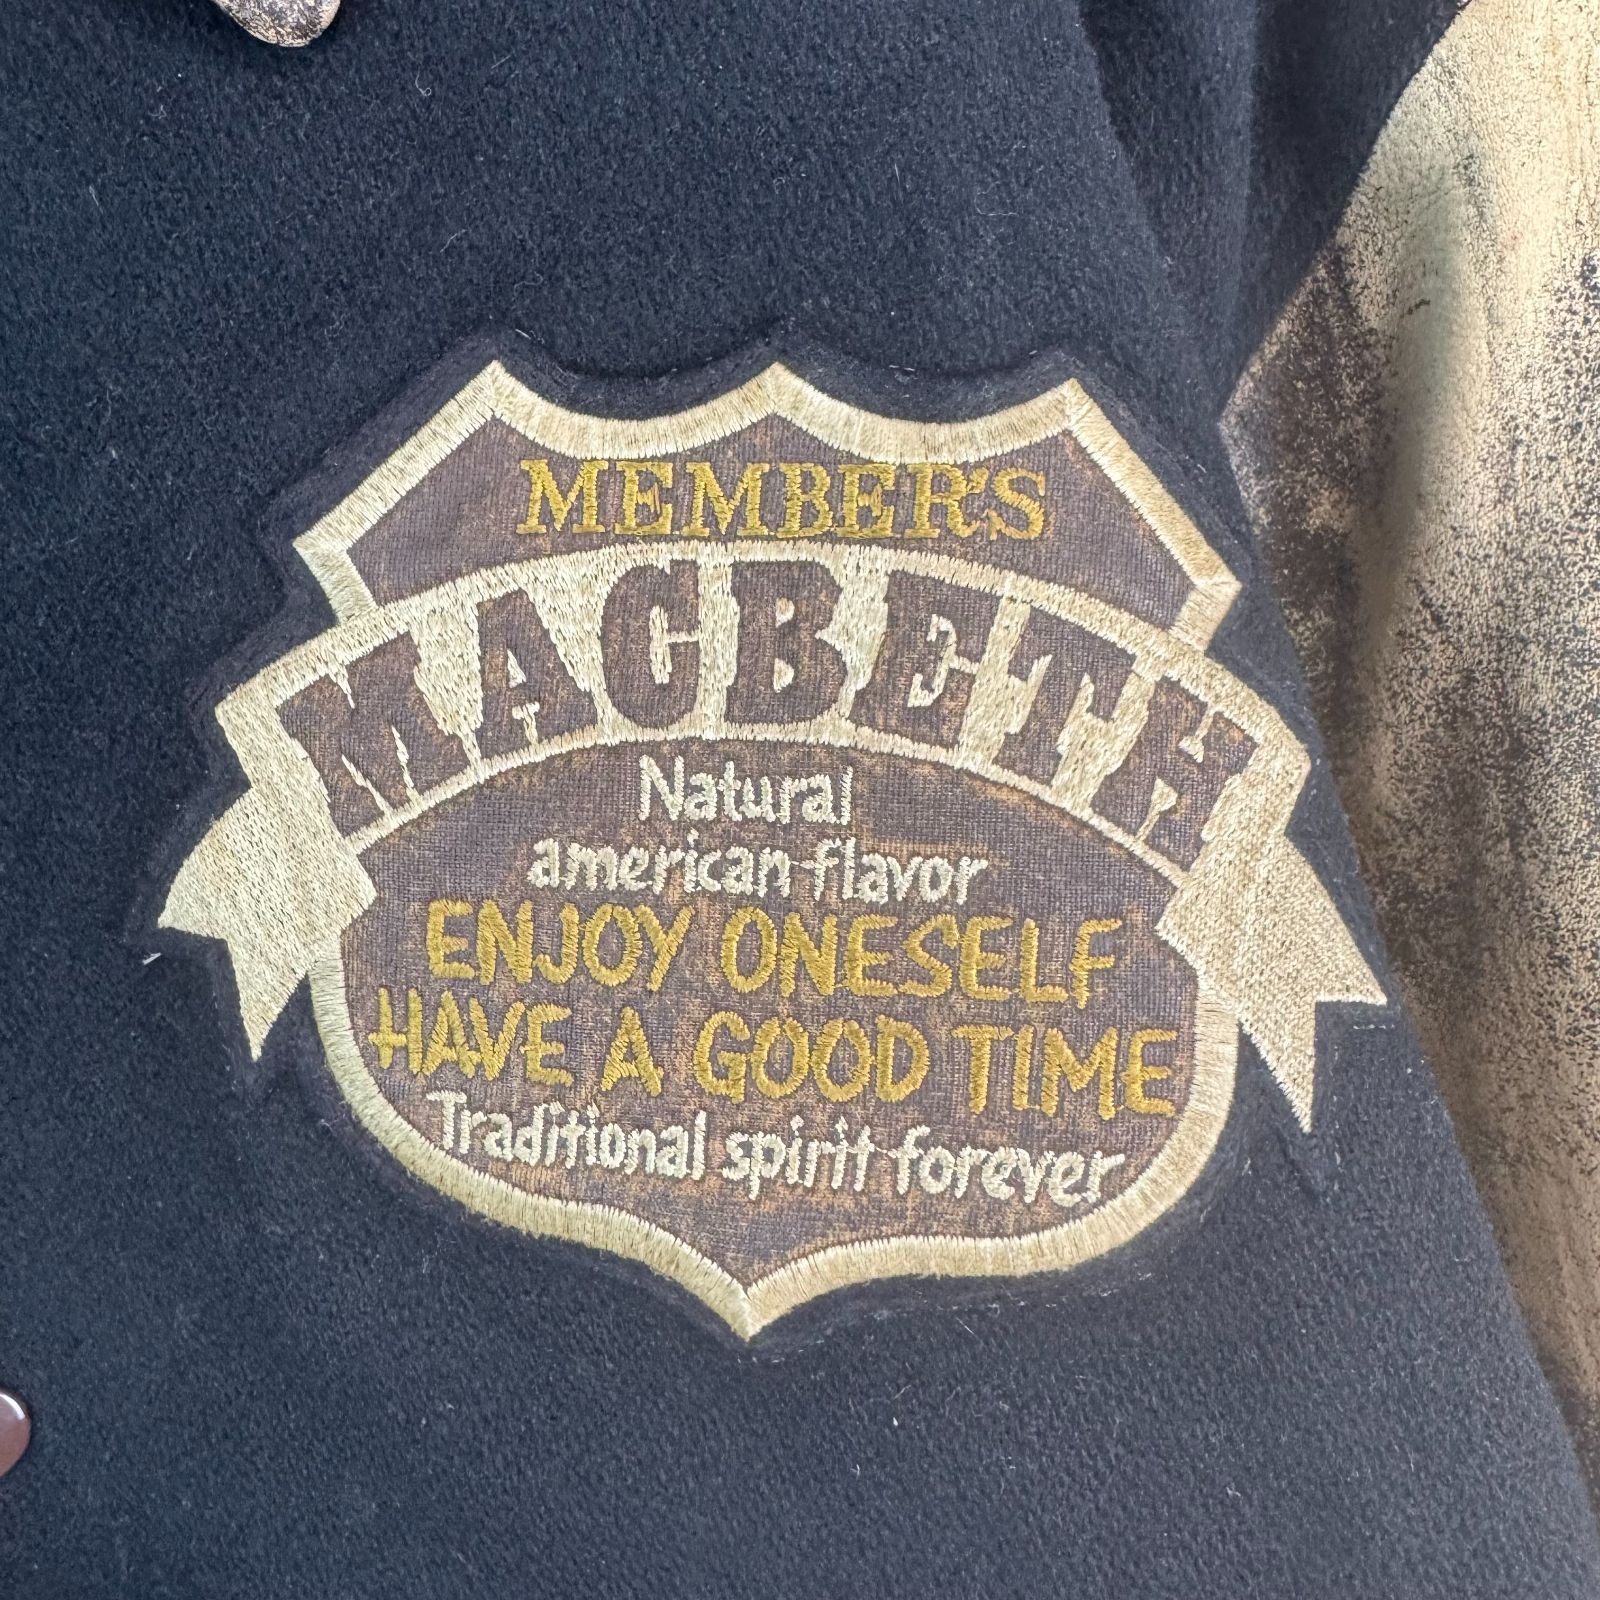 MEMBER'S
MACBETH
Natural
american flavor
ENJOY ONESELF
HAVE A GOOD TIME
Traditional spirit forever